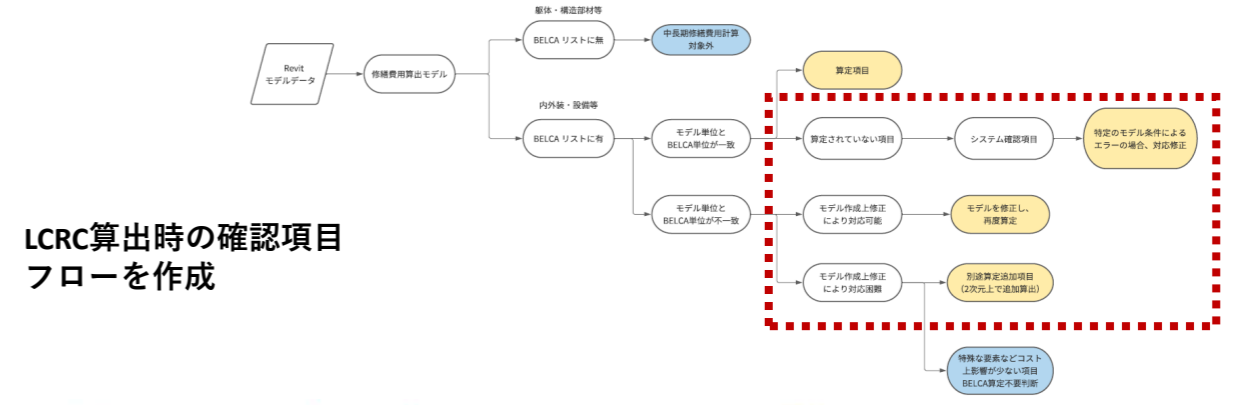 躯体・構造部材等
BELCA リストに無
中長期修繕費用計算
対象外
Revit
モデルデータ
修繕費用算出モデル
算定項目
内外装・設備等
BELCA リストに有
モデル単位と
BELCA単位が一致
算定されていない項目
システム確認項目
特定のモデル条件による
エラーの場合、対応修正
モデル単位と
BELCA単位が不一致
モデル作成上修正
により対応可能
モデルを修正し、
再度算定
LCRC算出時の確認項目
フローを作成
モデル作成上修正
により対応困難
別途算定追加項目
(2次元上で追加算出)
特殊な要素などコスト
上影響が少ない項目
BELCA算定不要判断